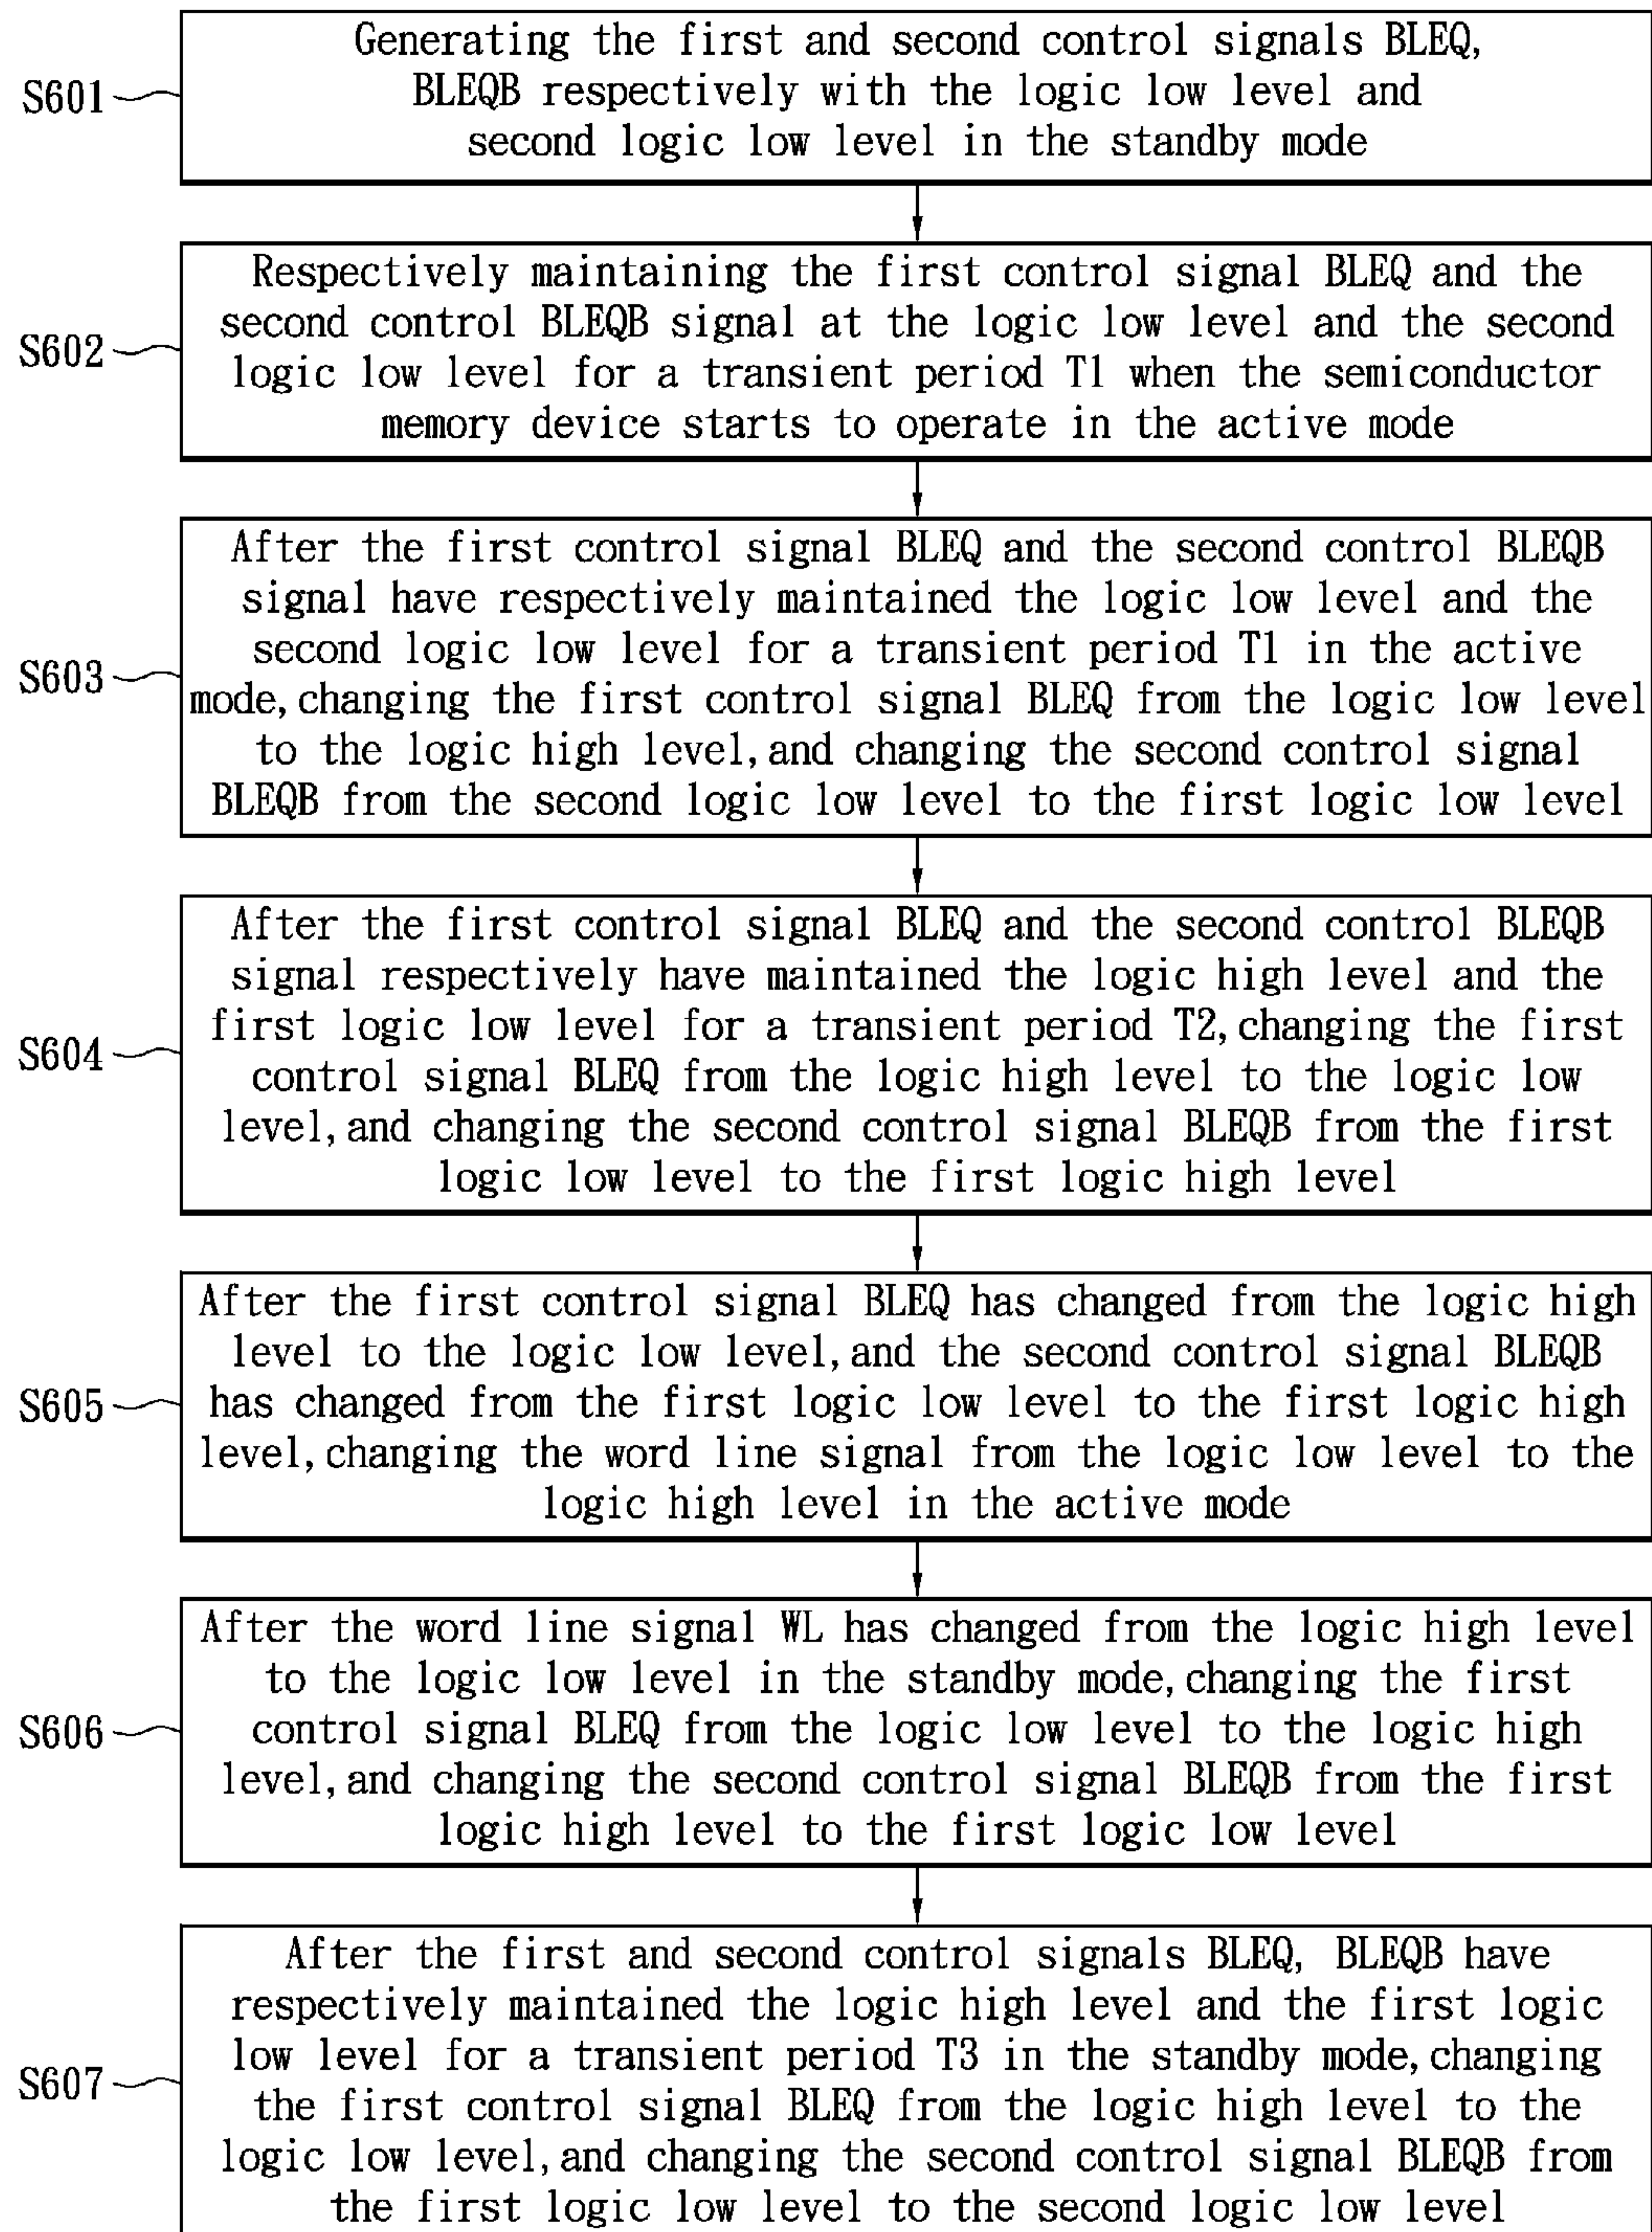 S601
Generating the first and second control signals BLEQ,
BLEQB respectively with the logic low level and
second logic low level in the standby mode
S602
Respectively maintaining the first control signal BLEQ and the
second control BLEQB signal at the logic low level and the second
logic low level for a transient period T1 when the semiconductor
memory device starts to operate in the active mode
S603
After the first control signal BLEQ and the second control BLEQB
signal have respectively maintained the logic low level and the
second logic low level for a transient period T1 in the active
mode, changing the first control signal BLEQ from the logic low level
to the logic high level, and changing the second control signal
BLEQB from the second logic low level to the first logic low level
S604
After the first control signal BLEQ and the second control BLEQB
signal respectively have maintained the logic high level and the
first logic low level for a transient period T2, changing the first
control signal BLEQ from the logic high level to the logic low
level, and changing the second control signal BLEQB from the first
logic low level to the first logic high level
S605
After the first control signal BLEQ has changed from the logic high
level to the logic low level, and the second control signal BLEQB
has changed from the first logic low level to the first logic high
level, changing the word line signal from the logic low level to the
logic high level in the active mode
S606
After the word line signal WL has changed from the logic high level
to the logic low level in the standby mode, changing the first
control signal BLEQ from the logic low level to the logic high
level, and changing the second control signal BLEQB from the first
logic high level to the first logic low level
S607
After the first and second control signals BLEQ, BLEQB have
respectively maintained the logic high level and the first logic
low level for a transient period T3 in the standby mode, changing
the first control signal BLEQ from the logic high level to the
logic low level, and changing the second control signal BLEQB from
the first logic low level to the second logic low level